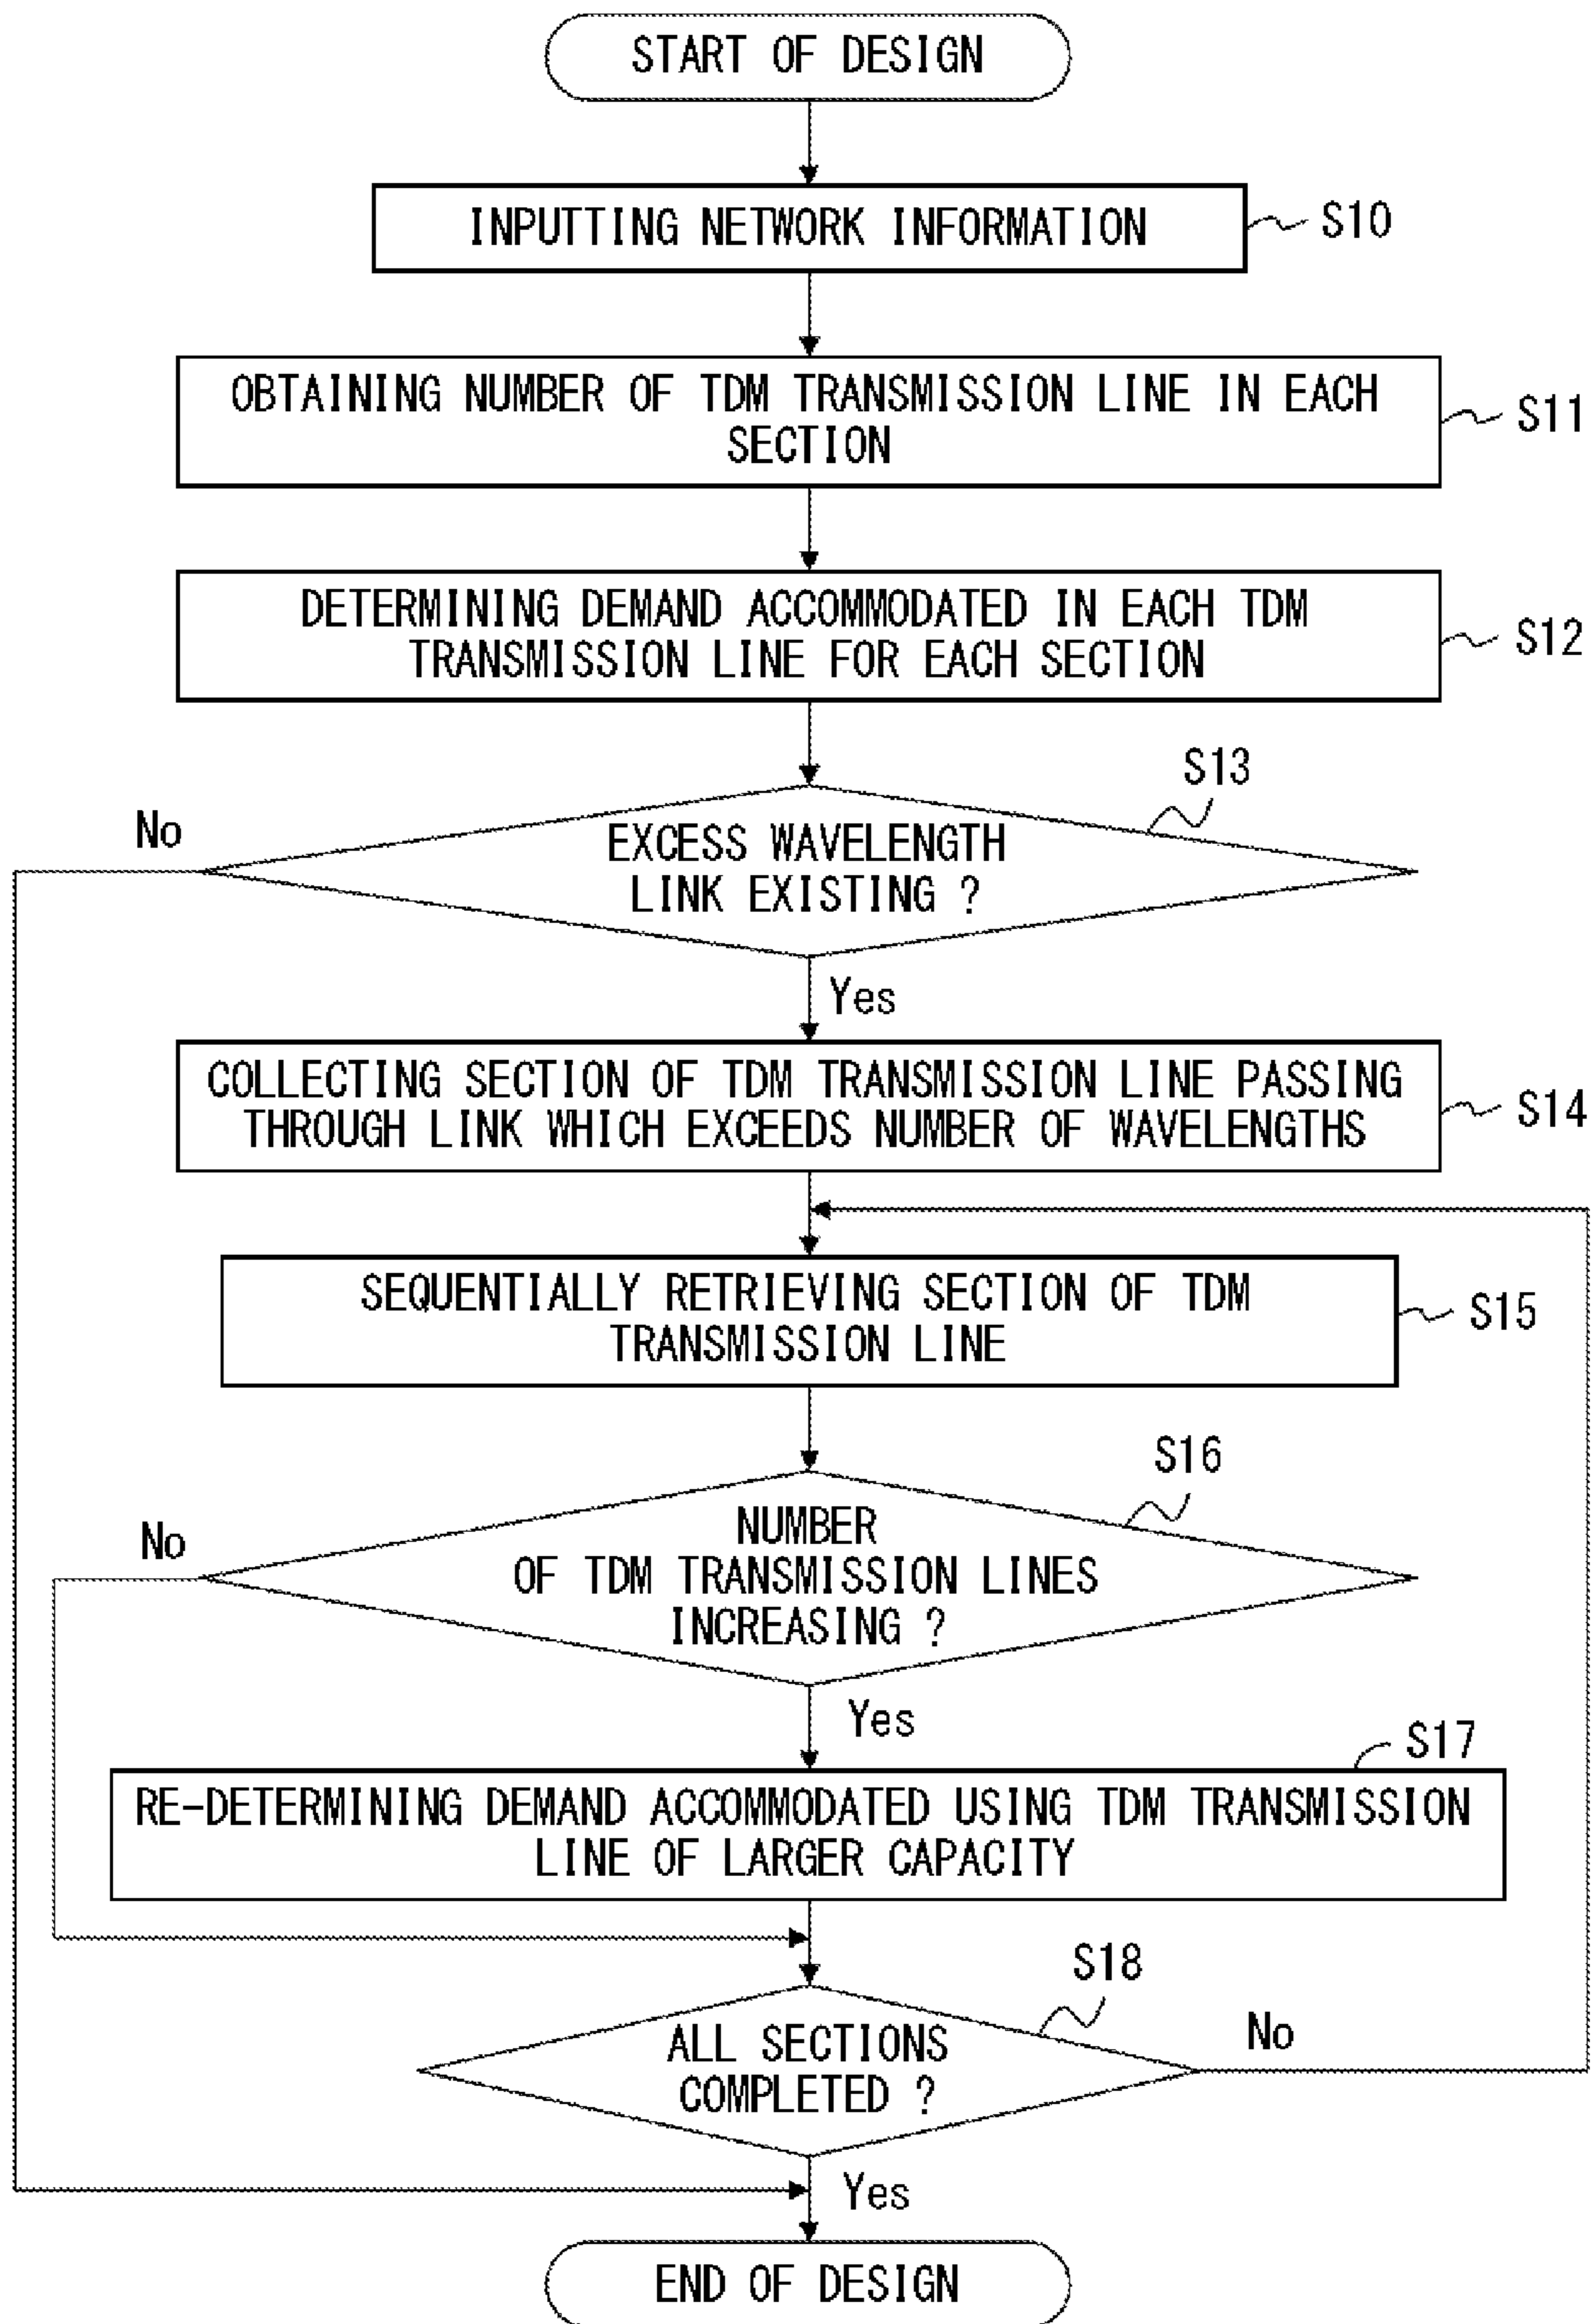 START OF DESIGN
INPUTTING NETWORK INFORMATION
S10
OBTAINING NUMBER OF TDM TRANSMISSION LINE IN EACH
SECTION
S11
DETERMINING DEMAND ACCOMMODATED IN EACH TDM
TRANSMISSION LINE FOR EACH SECTION
S12
S13
No
EXCESS WAVELENGTH
LINK EXISTING ?
Yes
COLLECTING SECTION OF TDM TRANSMISSION LINE PASSING
THROUGH LINK WHICH EXCEEDS NUMBER OF WAVELENGTHS
S14
SEQUENTIALLY RETRIEVING SECTION OF TDM
TRANSMISSION LINE
S15
S16
No
NUMBER
OF TDM TRANSMISSION LINES
INCREASING ?
Yes
S17
RE-DETERMINING DEMAND ACCOMMODATED USING TDM TRANSMISSION
LINE OF LARGER CAPACITY
S18
No
ALL SECTIONS
COMPLETED ?
Yes
END OF DESIGN